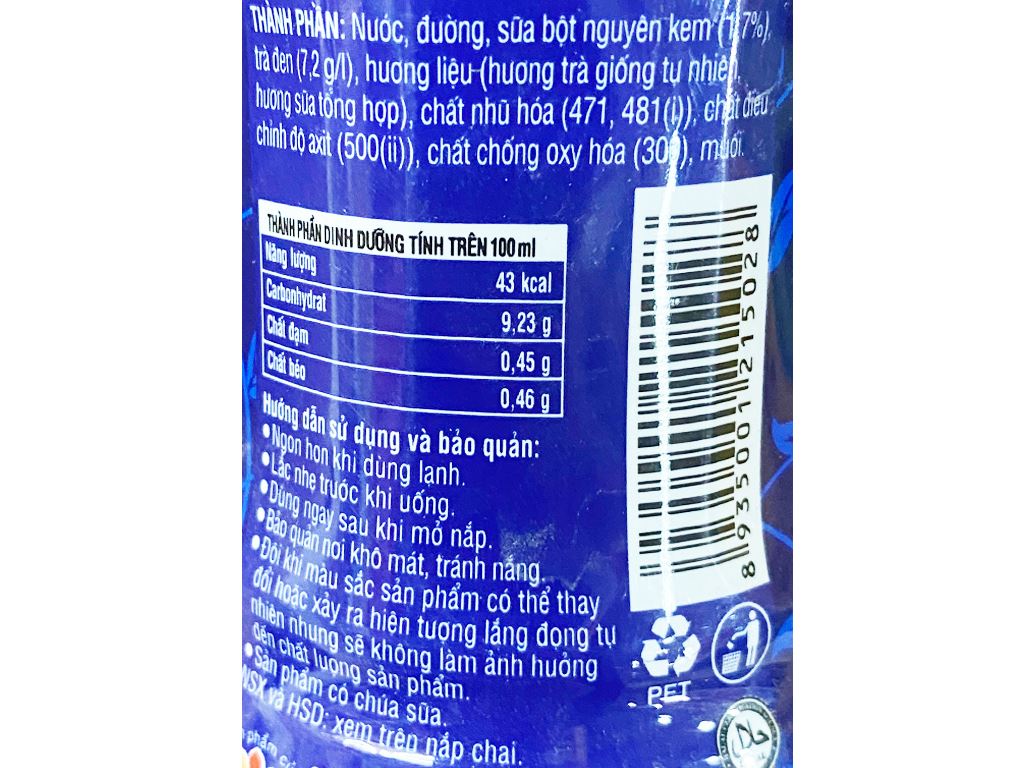 THÀNH PHẦN: Nước, đường, sữa bột nguyên kem (1,7%),
trà đen (7,2 g/l), hương liệu (hương trà giống tự nhiên,
hương sữa tổng hợp), chất nhũ hóa (471, 481(i)), chất điều
chỉnh độ axit (500(ii)), chất chống oxy hóa (300), muối.
THÀNH PHẦN DINH DƯỠNG TÍNH TRÊN 100 ml
Năng lượng 43 kcal
Carbonhydrat 9,23 g
Chất đạm 0,45 g
Chất béo 0,46 g
Hướng dẫn sử dụng và bảo quản:
•Ngon hơn khi dùng lạnh.
•Lắc nhẹ trước khi uống.
•Dùng ngay sau khi mở nắp.
•Bảo quản nơi khô mát, tránh nắng.
•Đôi khi màu sắc sản phẩm có thể thay
đổi hoặc xảy ra hiện tượng lắng đọng tự
nhiên nhưng sẽ không làm ảnh hưởng
đến chất lượng sản phẩm.
•Sản phẩm có chứa sữa.
NSX và HSD: xem trên nắp chai.
8 935001 215028
PET